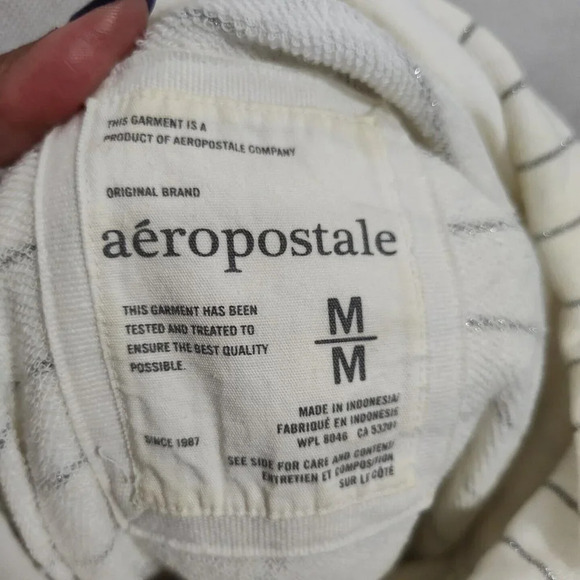 THIS GARMENT IS A
PRODUCT OF AEROPOSTALE COMPANY
ORIGINAL BRAND
aéropostale
THIS GARMENT HAS BEEN
TESTED AND TREATED TO
ENSURE THE BEST QUALITY
POSSIBLE.
M
M
MADE IN INDONESIA/
FABRIQUÉ EN INDONESIE
WPL 8046 CA
SINCE 1987
SEE SIDE FOR CARE AND CONTENT/
ENTRETIEN ET COMPOSITION
SUR LE CÔTÉ